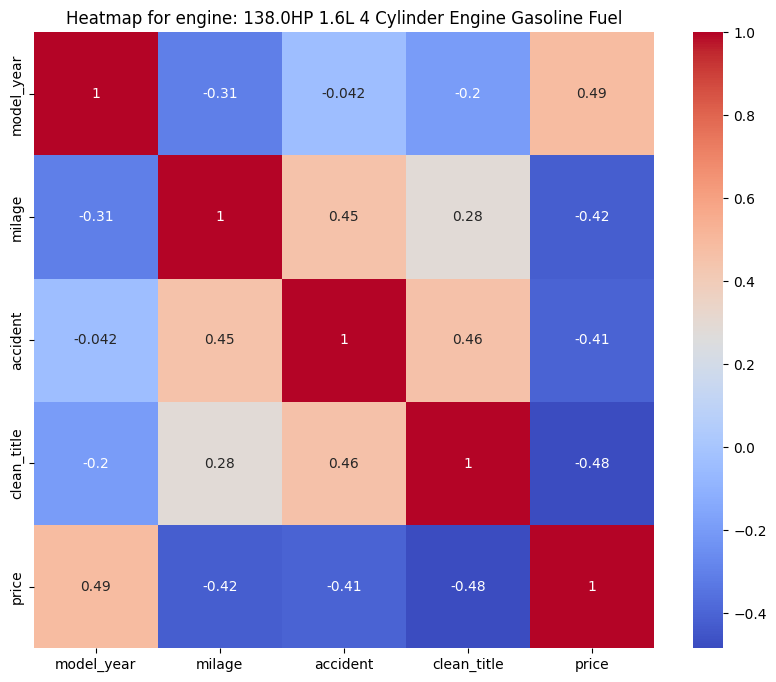 Heatmap for engine: 138.0HP 1.6L 4 Cylinder Engine Gasoline Fuel
model_year 1 -0.31 -0.042 -0.2 0.49
milage -0.31 1 0.45 0.28 -0.42
accident -0.042 0.45 1 0.46 -0.41
clean_title -0.2 0.28 0.46 1 -0.48
price 0.49 -0.42 -0.41 -0.48 1
model_year milage accident clean_title price
1.0
0.8
0.6
0.4
0.2
0.0
−0.2
−0.4